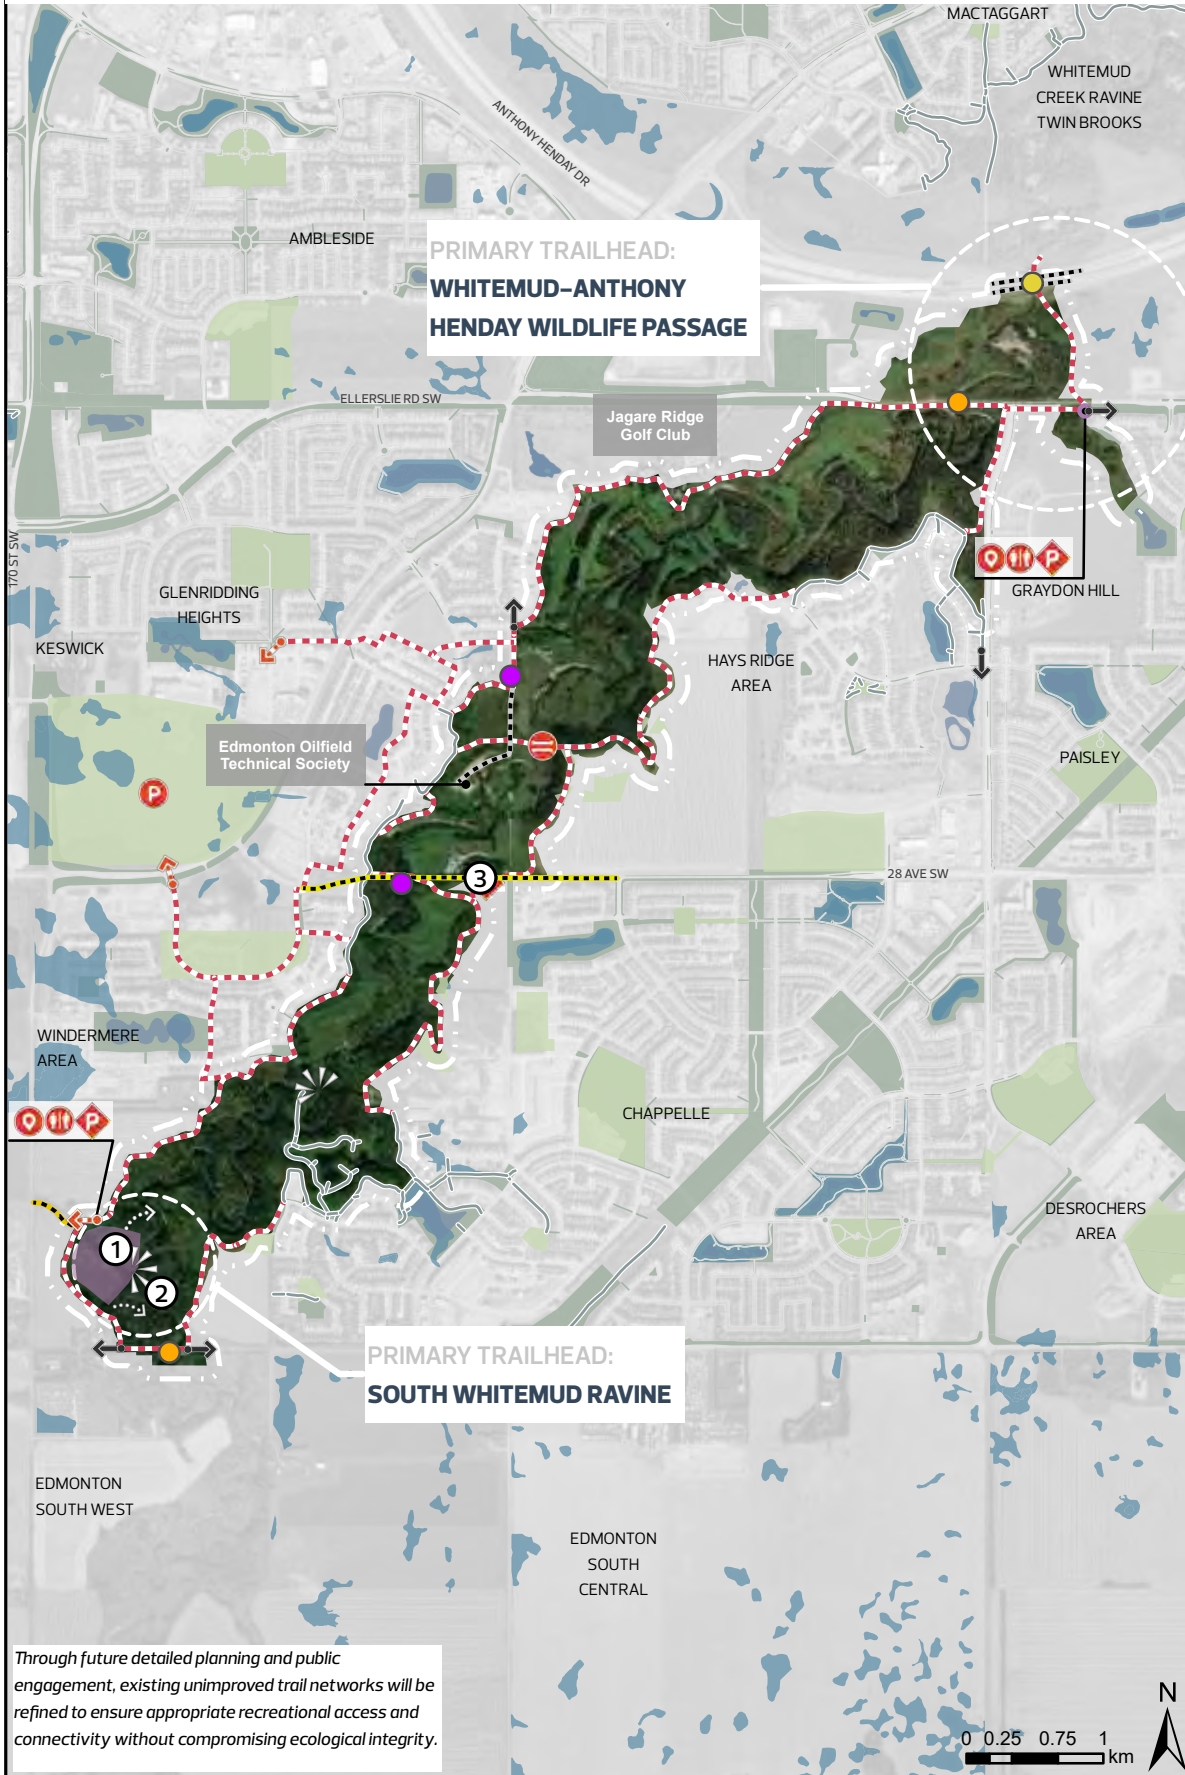 MACTAGGART
WHITEMUD
CREEK RAVINE
TWIN BROOKS
ANTHONY HENDAY DR
AMBLESIDE
PRIMARY TRAILHEAD:
WHITEMUD–ANTHONY
HENDAY WILDLIFE PASSAGE
ELLERSLIE RD SW
Jagare Ridge
Golf Club
170 ST SW
GLENRIDDING
HEIGHTS
P
GRAYDON HILL
KESWICK
HAYS RIDGE
AREA
Edmonton Oilfield
Technical Society
PAISLEY
P
3
28 AVE SW
WINDERMERE
AREA
P
CHAPPELLE
DESROCHERS
AREA
1
2
PRIMARY TRAILHEAD:
SOUTH WHITEMUD RAVINE
EDMONTON
SOUTH WEST
EDMONTON
SOUTH
CENTRAL
Through future detailed planning and public
engagement, existing unimproved trail networks will be
refined to ensure appropriate recreational access and
connectivity without compromising ecological integrity.
N
0 0.25 0.75 1
km